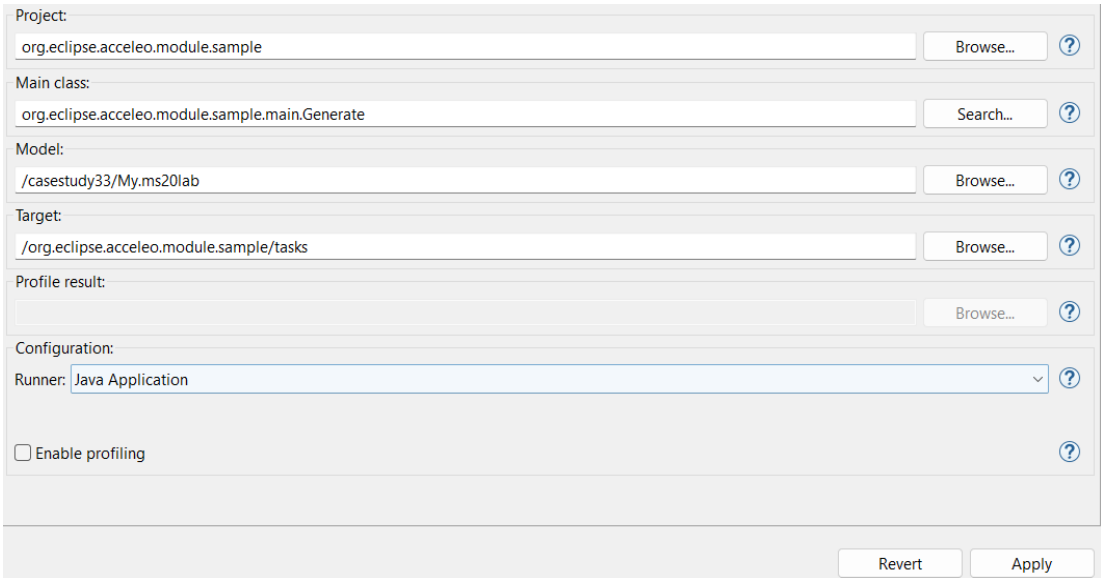 Project:
org.eclipse.acceleo.module.sample Browse... ?
Main class:
org.eclipse.acceleo.module.sample.main.Generate Search... ?
Model:
/casestudy33/My.ms20lab Browse... ?
Target:
/org.eclipse.acceleo.module.sample/tasks Browse... ?
Profile result:
Browse... ?
Configuration:
Runner: Java Application ?
Enable profiling ?
Revert Apply